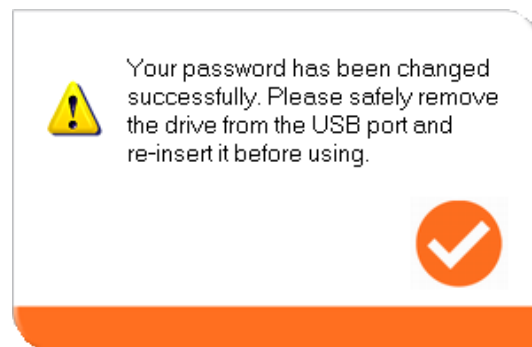 Your password has been changed
successfully. Please safely remove
the drive from the USB port and
re-insert it before using.